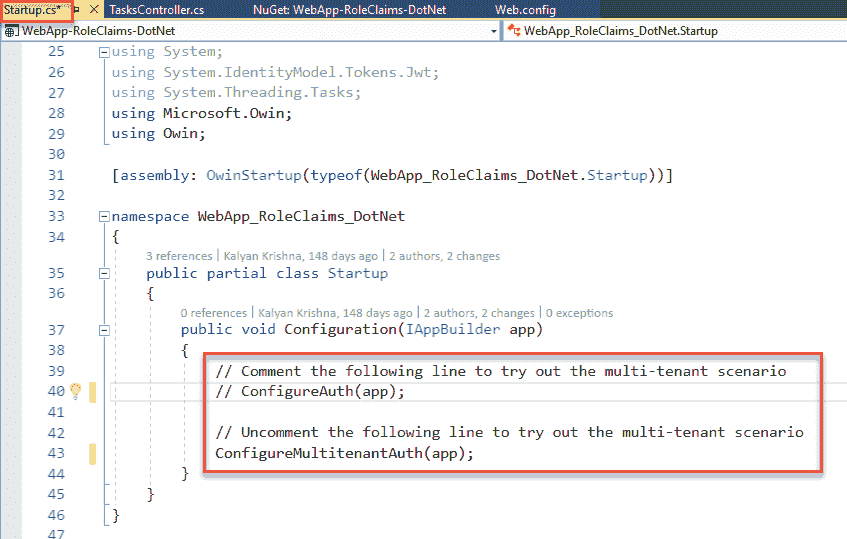 Startup.cs* TasksController.cs NuGet: WebApp-RoleClaims-DotNet Web.config
WebApp-RoleClaims-DotNet WebApp_RoleClaims_DotNet.Startup
25 using System;
26 using System.IdentityModel.Tokens.Jwt;
27 using System.Threading.Tasks;
28 using Microsoft.Owin;
29 using Owin;
30
31 [assembly: OwinStartup(typeof(WebApp_RoleClaims_DotNet.Startup))]
32
33 namespace WebApp_RoleClaims_DotNet
34 {
3 references | Kalyan Krishna, 148 days ago | 2 authors, 2 changes
35 public partial class Startup
36 {
0 references | Kalyan Krishna, 148 days ago | 2 authors, 2 changes | 0 exceptions
37 public void Configuration(IAppBuilder app)
38 {
39 // Comment the following line to try out the multi-tenant scenario
40 // ConfigureAuth(app);
41
42 // Uncomment the following line to try out the multi-tenant scenario
43 ConfigureMultitenantAuth(app);
44 }
45 }
46 }
47